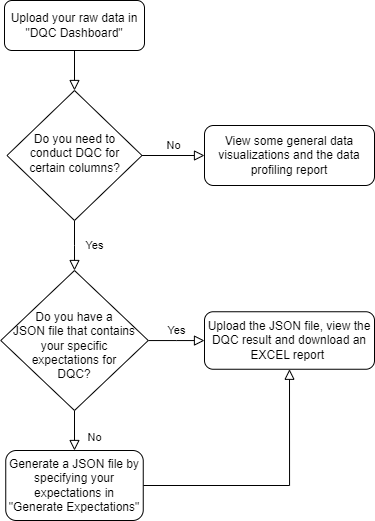 Upload your raw data in
"DQC Dashboard"
Do you need to
conduct DQC for
certain columns?
No
View some general data
visualizations and the data
profiling report
Yes
Do you have a
JSON file that contains
your specific
expectations for
DQC?
Yes
Upload the JSON file, view the
DQC result and download an
EXCEL report
No
Generate a JSON file by
specifying your
expectations in
"Generate Expectations"